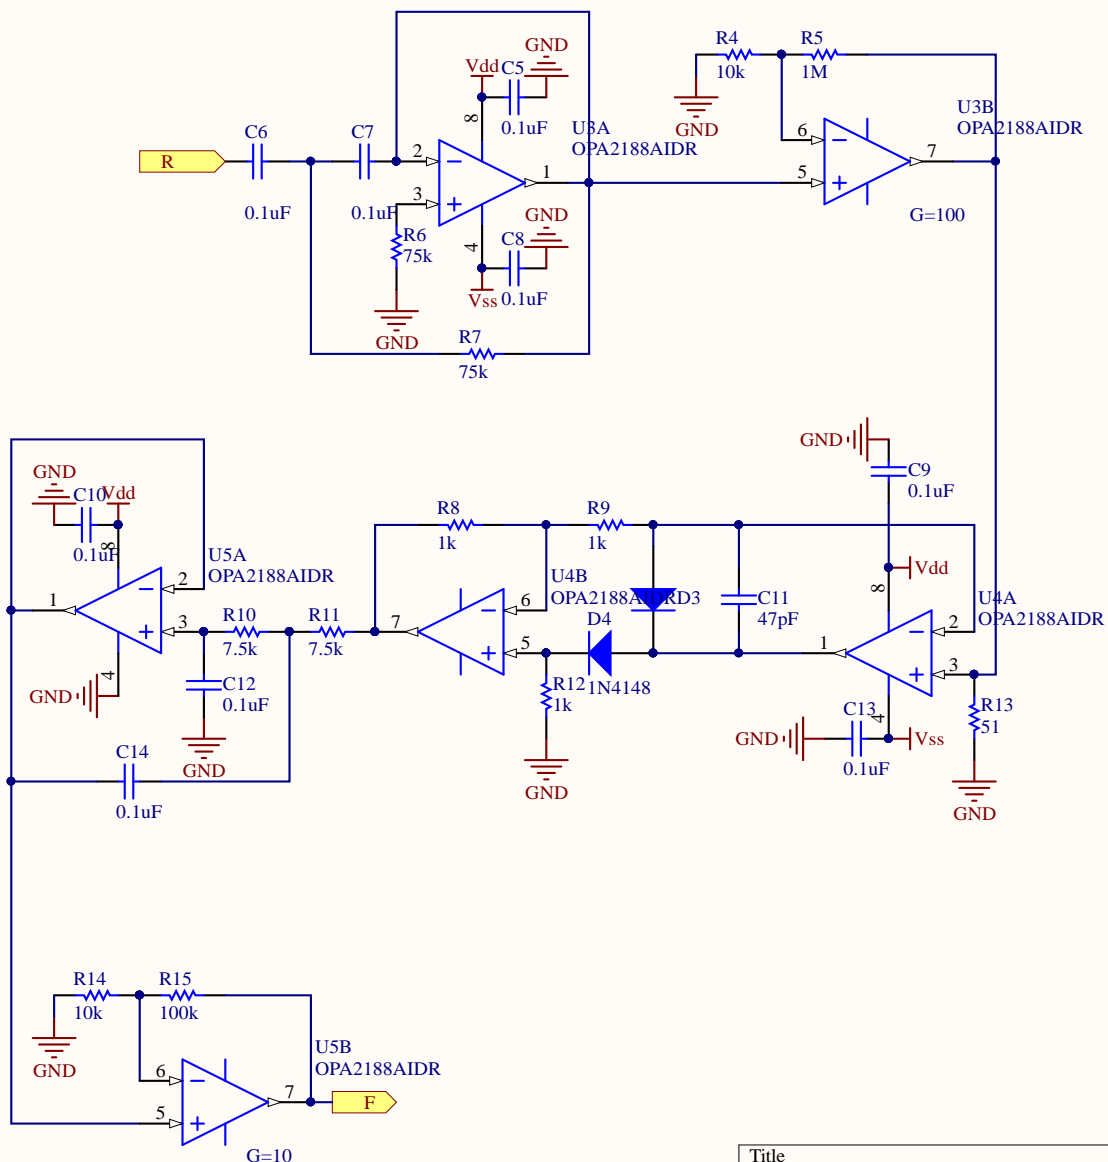 R
C6
0.1uF
C7
0.1uF
2
3
R6
75k
GND
Vdd
8
C5
0.1uF
GND
U3A
OPA2188AIDR
1
4
C8
0.1uF
GND
Vss
R7
75k
R4
10k
R5
1M
GND
6
5
7
U3B
OPA2188AIDR
G=100
GND
C9
0.1uF
Vdd
8
U4A
OPA2188AIDR
2
3
1
4
R13
51
GND
C13
0.1uF
GND
Vss
R8
1k
R9
1k
U4B
OPA2188AIDR
D3
C11
47pF
D4
1N4148
6
5
7
R12
1k
GND
GND
C10
0.1uF
Vdd
8
U5A
OPA2188AIDR
2
3
1
4
GND
R10
7.5k
R11
7.5k
C12
0.1uF
GND
C14
0.1uF
R14
10k
R15
100k
GND
6
5
7
U5B
OPA2188AIDR
F
G=10
Title